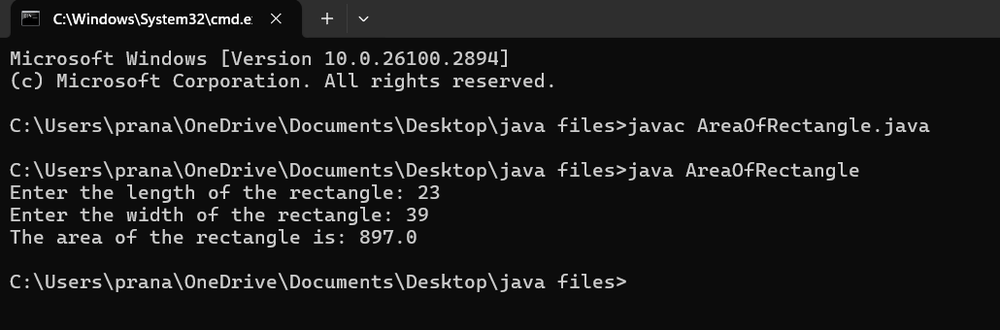 C:\Windows\System32\cmd.e
Microsoft Windows [Version 10.0.26100.2894]
(c) Microsoft Corporation. All rights reserved.
C:\Users\prana\OneDrive\Documents\Desktop\java files>javac AreaOfRectangle.java
C:\Users\prana\OneDrive\Documents\Desktop\java files>java AreaOfRectangle
Enter the length of the rectangle: 23
Enter the width of the rectangle: 39
The area of the rectangle is: 897.0
C:\Users\prana\OneDrive\Documents\Desktop\java files>